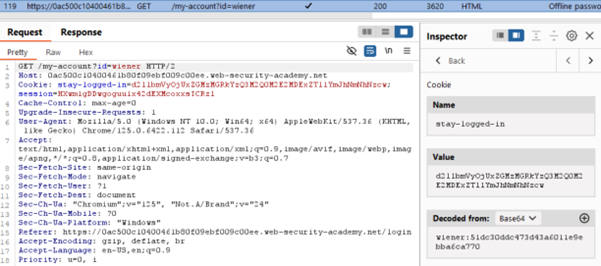 119 https://0ac500c10400461b8... GET /my-account?id=wiener ✓ 200 3620 HTML Offline passwo
Request Response
Inspector
Pretty Raw Hex
\n
Back
1 GET /my-account?id=wiener HTTP/2
2 Host: 0ac500c10400461b80f09ebf009c00ee.web-security-academy.net
Cookie
3 Cookie: stay-logged-in=
session=
Name
4 Cache-Control: max-age=0
stay-logged-in
5 Upgrade-Insecure-Requests: 1
6 User-Agent: Mozilla/5.0 (Windows NT 10.0; Win64; x64) AppleWebKit/537.36 (KHTML,
like Gecko) Chrome/125.0.6422.112 Safari/537.36
Value
7 Accept:
text/html,application/xhtml+xml,application/xml;q=0.9,image/avif,image/webp,image/apng,*/*;q=0.8,application/signed-exchange;v=b3;q=0.7
8 Sec-Fetch-Site: same-origin
9 Sec-Fetch-Mode: navigate
10 Sec-Fetch-User: ?1
11 Sec-Fetch-Dest: document
12 Sec-Ch-Ua: "Chromium";v="125", "Not.A/Brand";v="24"
Decoded from: Base64
13 Sec-Ch-Ua-Mobile: ?0
14 Sec-Ch-Ua-Platform: "Windows"
wiener:51dc30ddc473d43a6011e9e
bba6ca770
15 Referer: https://0ac500c10400461b80f09ebf009c00ee.web-security-academy.net/login
16 Accept-Encoding: gzip, deflate, br
17 Accept-Language: en-US,en;q=0.9
18 Priority: u=0, i